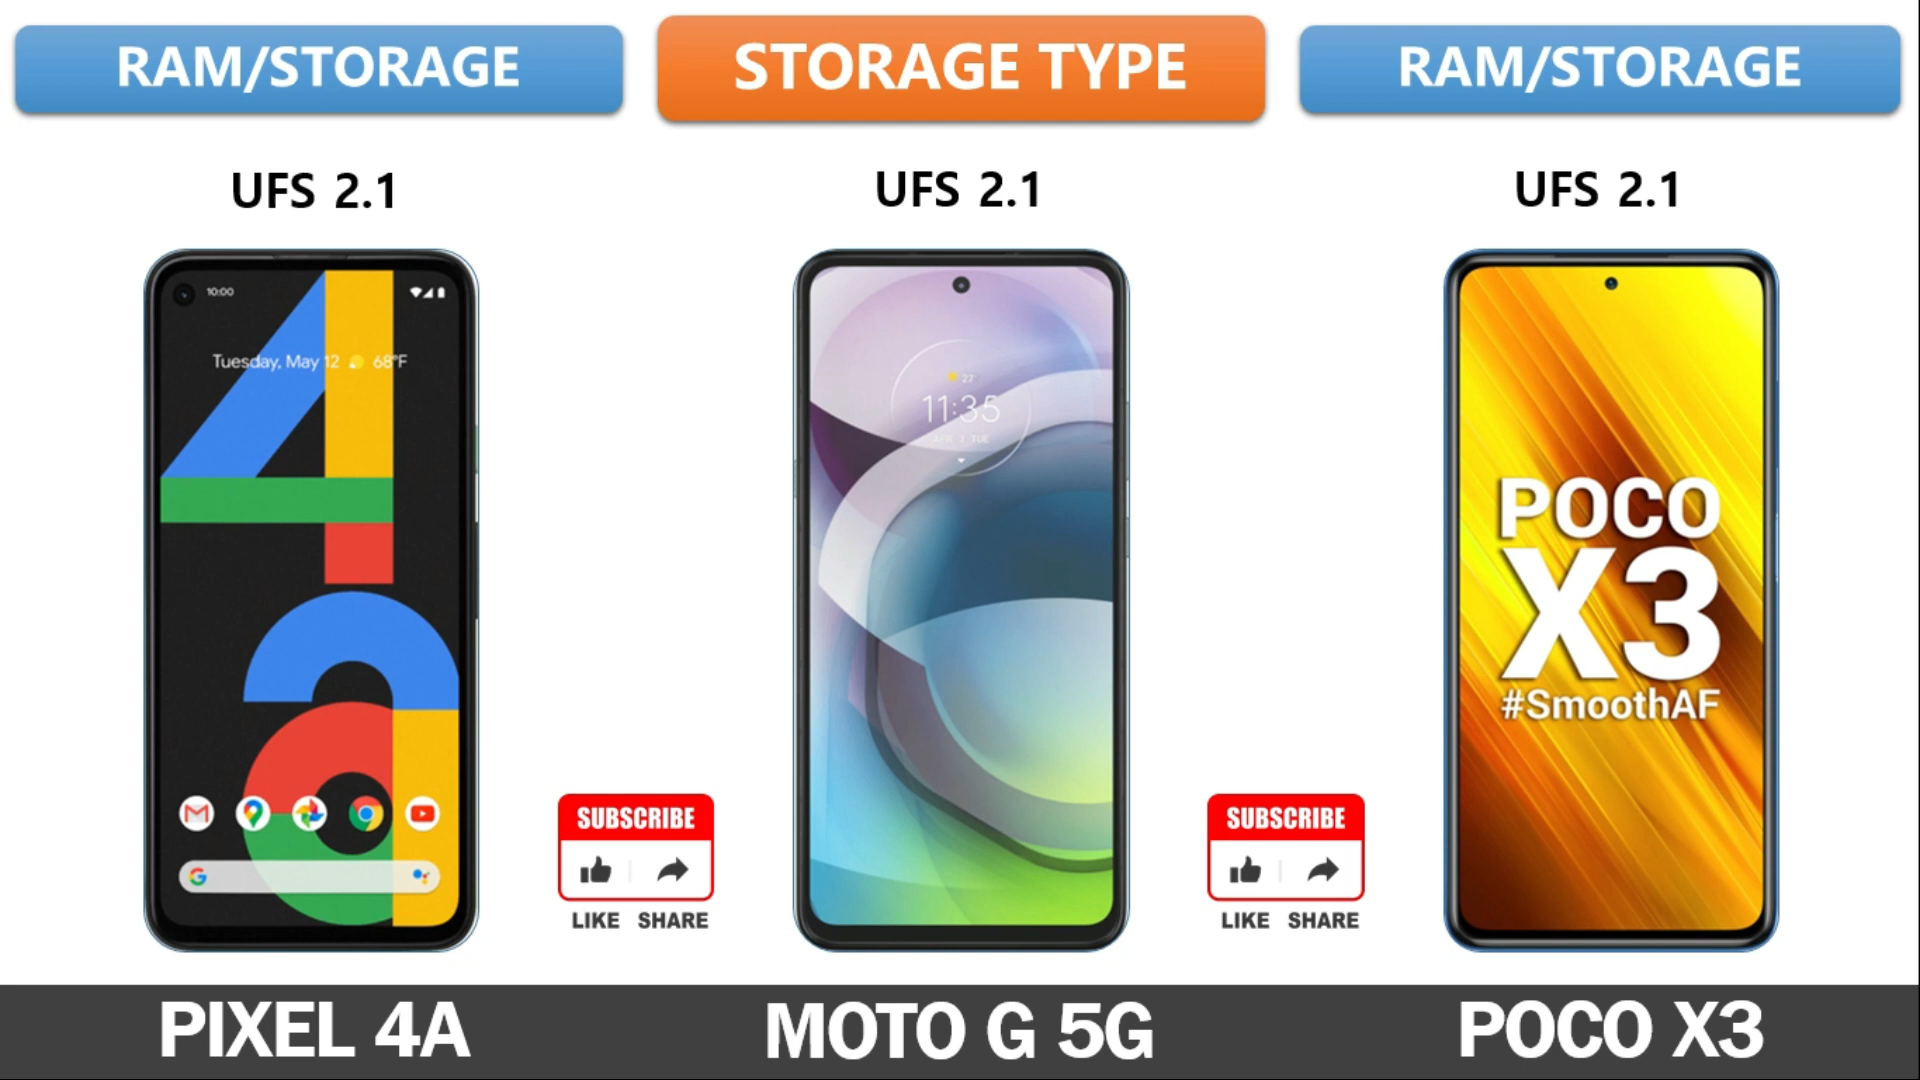 RAM/STORAGE
STORAGE TYPE
RAM/STORAGE
UFS 2.1
UFS 2.1
UFS 2.1
10:00
Tuesday, May 12 68°F
27°
11:35
TUE
POCO
X3
#SmoothAF
SUBSCRIBE
LIKE SHARE
SUBSCRIBE
LIKE SHARE
PIXEL 4A
MOTO G 5G
POCO X3